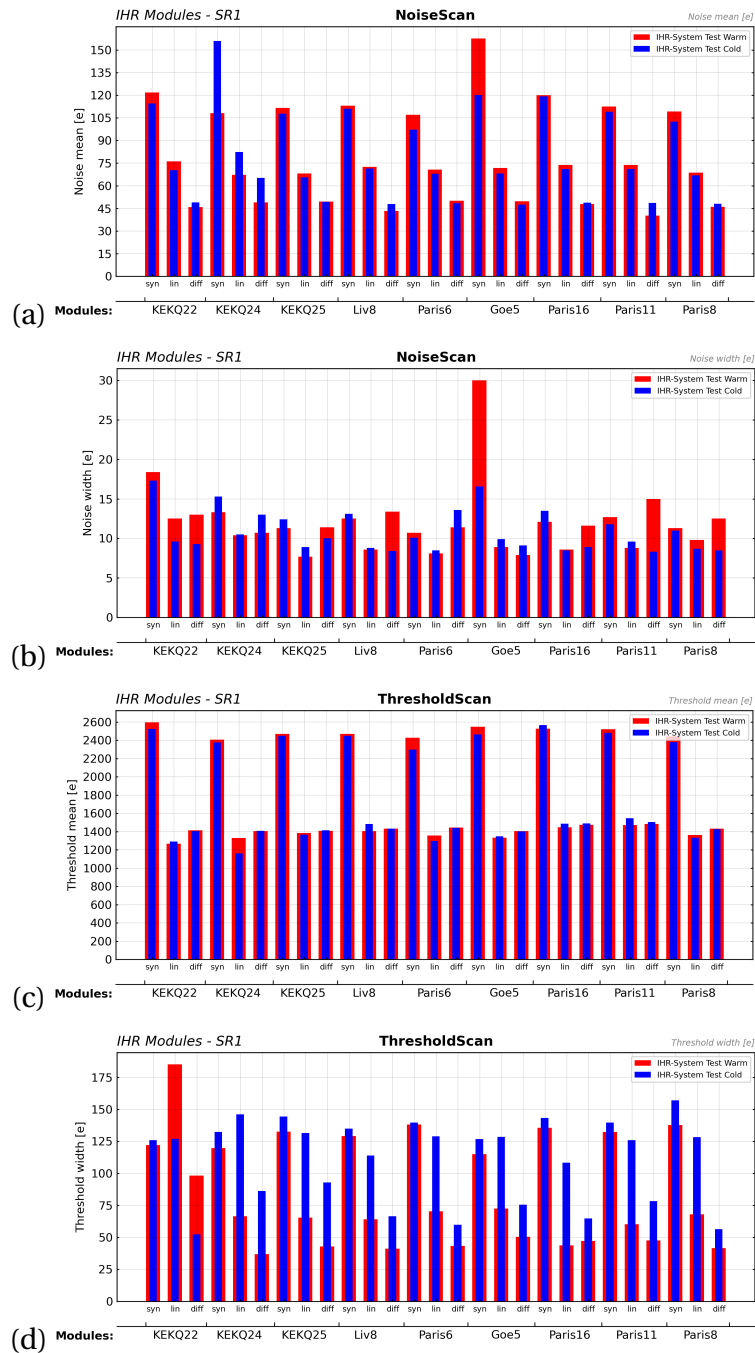 IHR Modules - SR1 NoiseScan Noise mean [e]
IHR-System Test Warm
IHR-System Test Cold
Noise mean [e]
150
135
120
105
90
75
60
45
30
15
0
syn lin diff syn lin diff syn lin diff syn lin diff syn lin diff syn lin diff syn lin diff syn lin diff syn lin diff
(a) Modules: KEKQ22 KEKQ24 KEKQ25 Liv8 Paris6 Goe5 Paris16 Paris11 Paris8
IHR Modules - SR1 NoiseScan Noise width [e]
IHR-System Test Warm
IHR-System Test Cold
Noise width [e]
30
25
20
15
10
5
0
syn lin diff syn lin diff syn lin diff syn lin diff syn lin diff syn lin diff syn lin diff syn lin diff syn lin diff
(b) Modules: KEKQ22 KEKQ24 KEKQ25 Liv8 Paris6 Goe5 Paris16 Paris11 Paris8
IHR Modules - SR1 ThresholdScan Threshold mean [e]
IHR-System Test Warm
IHR-System Test Cold
Threshold mean [e]
2600
2400
2200
2000
1800
1600
1400
1200
1000
800
600
400
200
0
syn lin diff syn lin diff syn lin diff syn lin diff syn lin diff syn lin diff syn lin diff syn lin diff syn lin diff
(c) Modules: KEKQ22 KEKQ24 KEKQ25 Liv8 Paris6 Goe5 Paris16 Paris11 Paris8
IHR Modules - SR1 ThresholdScan Threshold width [e]
IHR-System Test Warm
IHR-System Test Cold
Threshold width [e]
175
150
125
100
75
50
25
0
syn lin diff syn lin diff syn lin diff syn lin diff syn lin diff syn lin diff syn lin diff syn lin diff syn lin diff
(d) Modules: KEKQ22 KEKQ24 KEKQ25 Liv8 Paris6 Goe5 Paris16 Paris11 Paris8